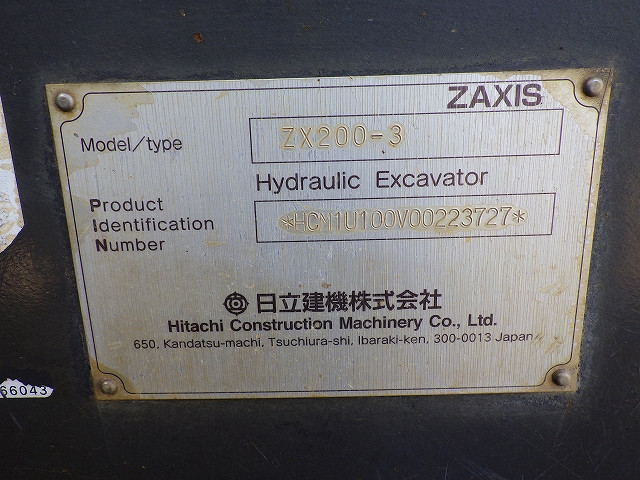 ZAXIS
Model/type ZX200-3
Hydraulic Excavator
Product
Identification
Number
*HCM1U100V00223727*
日立建機株式会社
Hitachi Construction Machinery Co., Ltd.
650, Kandatsu-machi, Tsuchiura-shi, Ibaraki-ken, 300-0013 Japan
66043